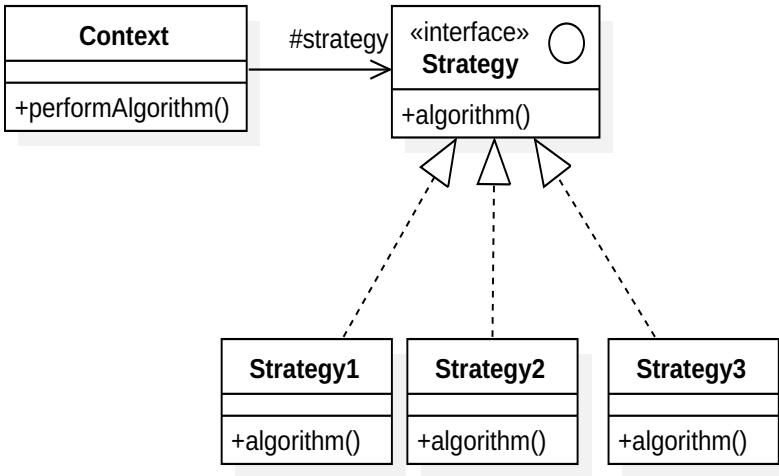 Context
+performAlgorithm()
#strategy
«interface»
Strategy
+algorithm()
Strategy1
+algorithm()
Strategy2
+algorithm()
Strategy3
+algorithm()